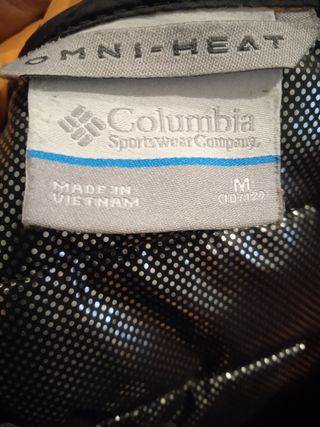 OMNI-HEAT
Columbia
Sportswear Company®
MADE IN
VIETNAM
M
(10/12)